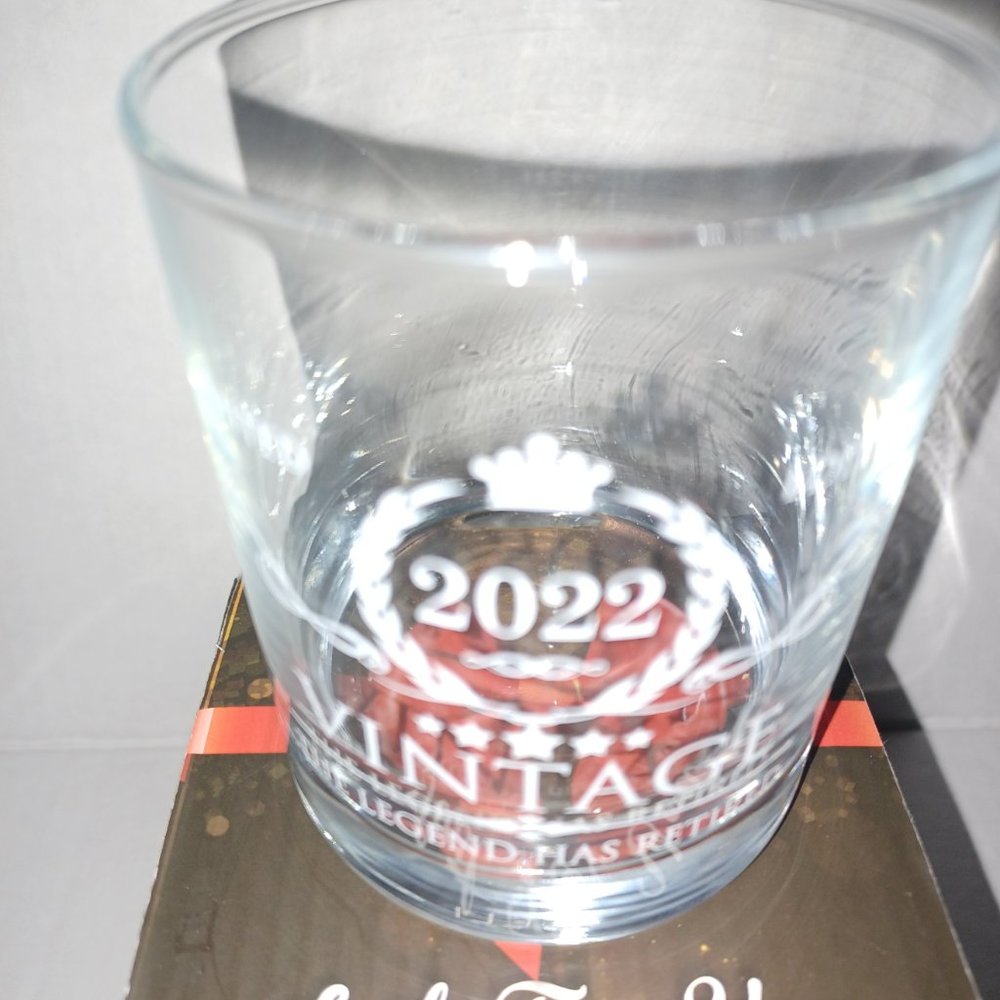 2022
VINTAGE
THE LEGEND HAS RETIRED